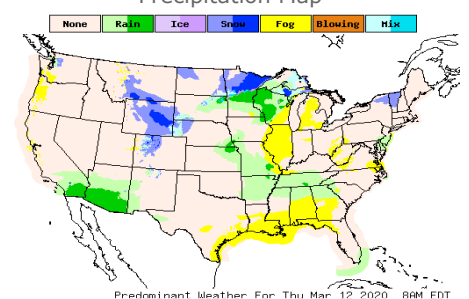 Precipitation Map
None Rain Ice Snow Fog Blowing Mix
Predominant Weather For Thu Mar 12 2020 8AM EDT